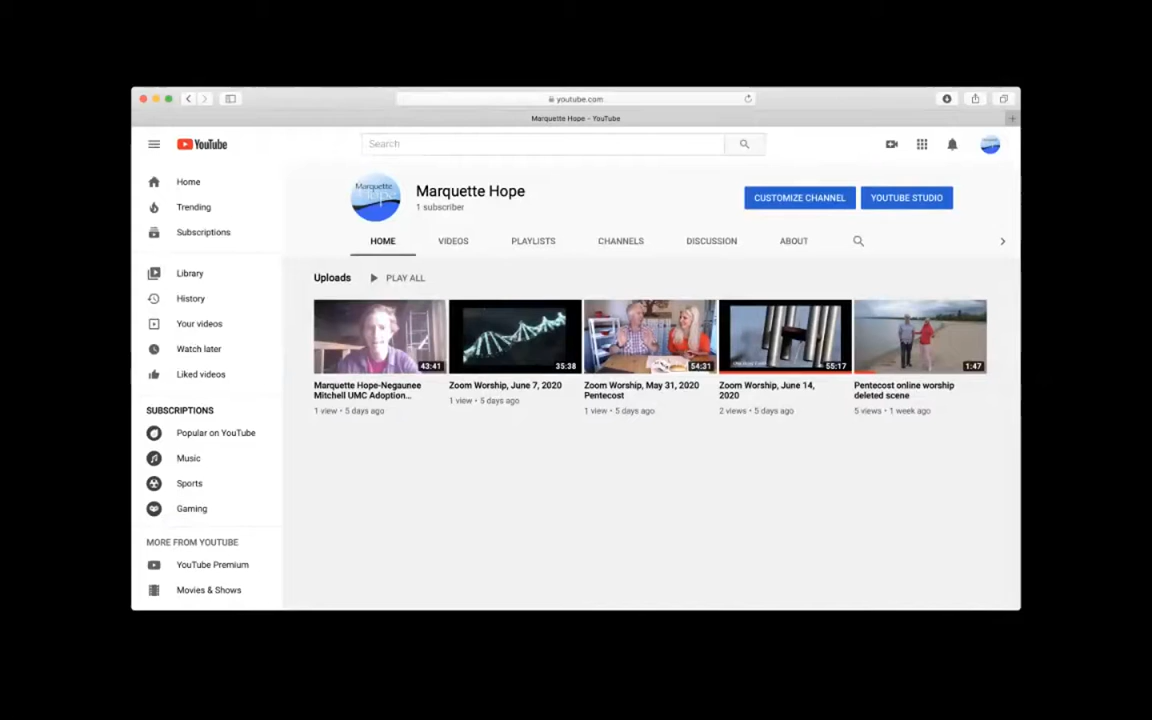 youtube.com
Marquette Hope - YouTube
YouTube
Search
Home
Trending
Subscriptions
Library
History
Your videos
Watch later
Liked videos
SUBSCRIPTIONS
Popular on YouTube
Music
Sports
Gaming
MORE FROM YOUTUBE
YouTube Premium
Movies & Shows
Marquette
Hope
Marquette Hope
1 subscriber
CUSTOMIZE CHANNEL
YOUTUBE STUDIO
HOME
VIDEOS
PLAYLISTS
CHANNELS
DISCUSSION
ABOUT
Uploads
PLAY ALL
43:41
Marquette Hope-Negaunee
Mitchell UMC Adoption...
1 view • 5 days ago
35:38
Zoom Worship, June 7, 2020
1 view • 5 days ago
54:31
Zoom Worship, May 31, 2020
Pentecost
1 view • 5 days ago
55:17
Zoom Worship, June 14,
2020
2 views • 5 days ago
1:47
Pentecost online worship
deleted scene
5 views • 1 week ago